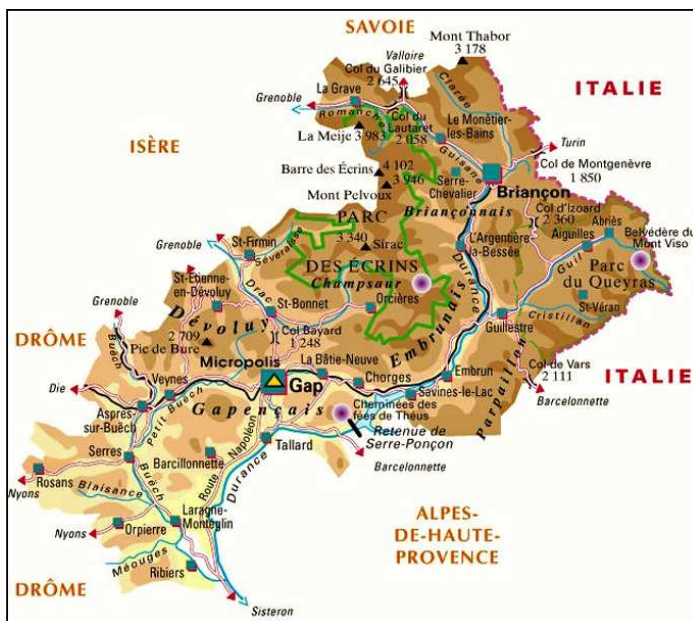 SAVOIE
Mont Thabor
3 178
Valloire
Col du Galibier
2 645
Clarée
ITALIE
La Grave
Grenoble
Romanche
Col du
Lautaret
2 058
Le Monêtier-
les-Bains
La Meije 3 983
Guisane
Turin
ISÈRE
Col de Montgenèvre
1 850
Barre des Écrins
4 102
3 946
Mont Pelvoux
Serre-
Chevalier
Briançon
Briançonnais
Col d'Izoard
2 360
Abriès
Aiguilles
Belvédère du
Mont Viso
PARC
3 340
Sirac
DES ÉCRINS
L'Argentière-
la-Bessée
Guil
Parc
du Queyras
St-Véran
Cristillan
Grenoble
St-Firmin
Séveraisse
Champsaur
Durance
St-Étienne-
en-Dévoluy
Drac
St-Bonnet
Orcières
Guillestre
Grenoble
Dévoluy
Col Bayard
1 248
Embrunais
DRÔME
2 709
Pic de Bure
Buëch
Micropolis
La Bâtie-Neuve
Embrun
Parpaillon
Col de Vars
2 111
ITALIE
Die
Veynes
Gap
Chorges
Savines-le-Lac
Barcelonnette
Aspres-
sur-Buëch
Petit Buëch
Gapençais
Cheminées des
fées de Théus
Retenue de
Serre-Ponçon
Serres
Barcillonnette
Route Napoléon
Tallard
Durance
Barcelonnette
Rosans
Nyons
Blaisance
Buëch
Laragne-
Montéglin
Orpierre
Nyons
ALPES-
DE-HAUTE-
PROVENCE
Méouges
DRÔME
Ribiers
Sisteron